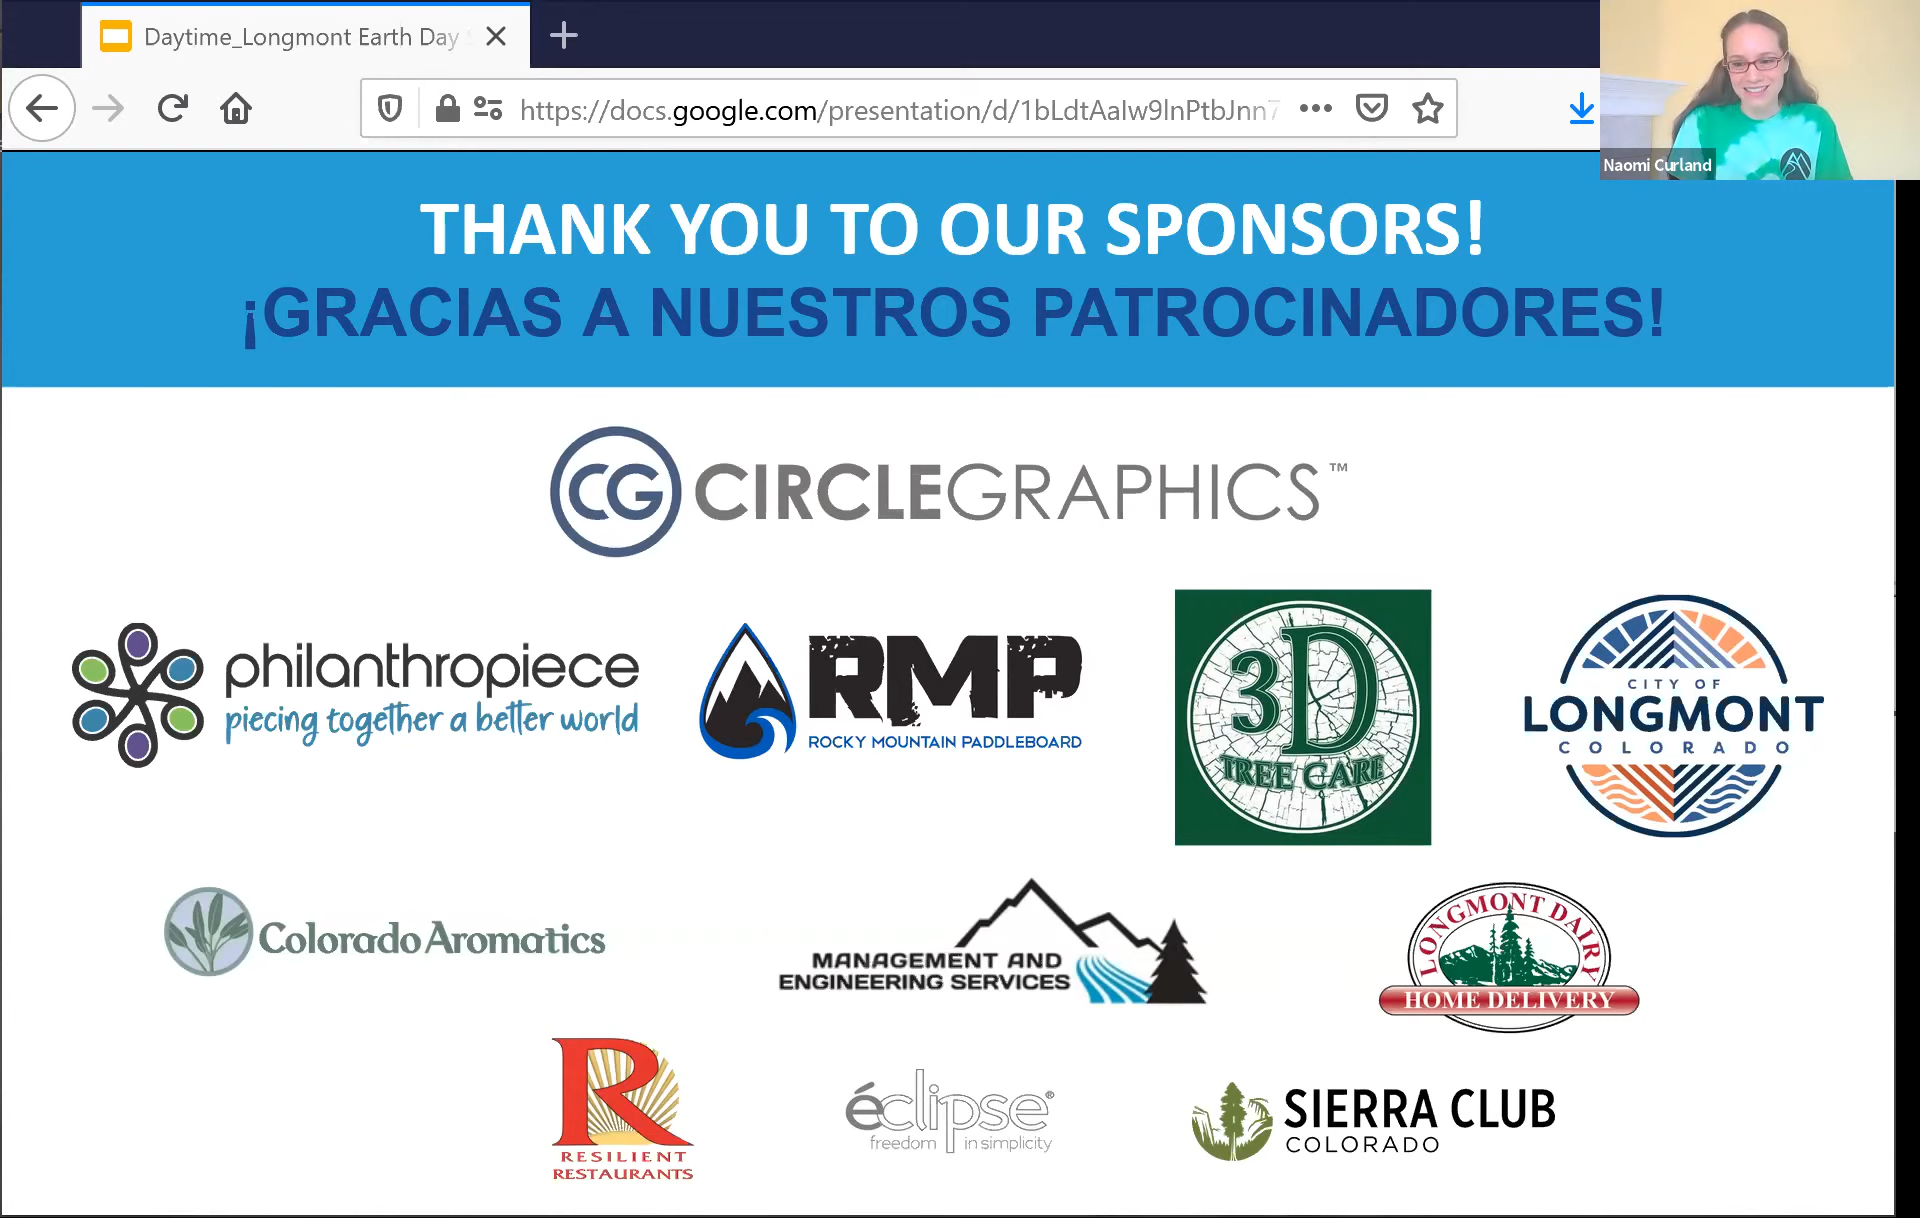 Daytime_Longmont Earth Day
https://docs.google.com/presentation/d/1bLdtAaIw9lnPtbJnn7
Naomi Curland
THANK YOU TO OUR SPONSORS!
¡GRACIAS A NUESTROS PATROCINADORES!
CG CIRCLEGRAPHICS™
philanthropiece
piecing together a better world
RMP
ROCKY MOUNTAIN PADDLEBOARD
3D
TREE CARE
CITY OF
LONGMONT
COLORADO
Colorado Aromatics
MANAGEMENT AND
ENGINEERING SERVICES
LONGMONT DAIRY
HOME DELIVERY
R
RESILIENT
RESTAURANTS
éclipse®
freedom in simplicity
SIERRA CLUB
COLORADO